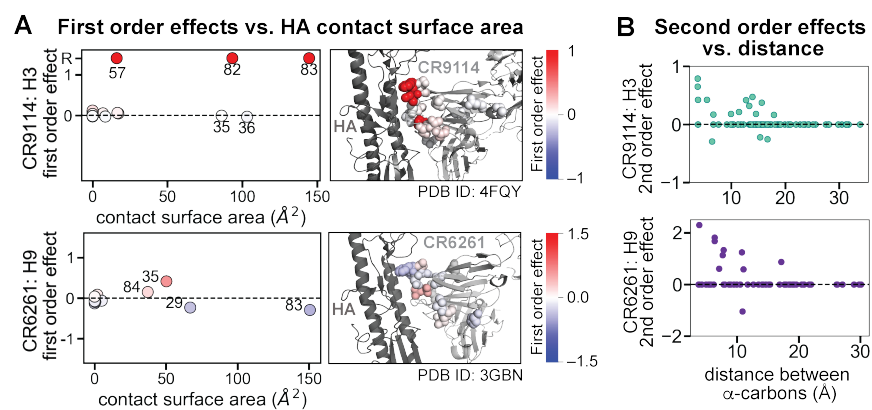 A First order effects vs. HA contact surface area
CR9114: H3
first order effect
R
1
0
57
82
83
35
36
0 50 100 150
contact surface area (Å²)
CR9114
HA
PDB ID: 4FQY
1
0
−1
First order effect
CR6261: H9
first order effect
1
0
-1
35
84
29
83
0 50 100 150
contact surface area (Å²)
CR6261
HA
PDB ID: 3GBN
1.5
0.0
−1.5
First order effect
B Second order effects
vs. distance
CR9114: H3
2nd order effect
1
0
−1
10 20 30
CR6261: H9
2nd order effect
2
0
−2
10 20 30
distance between
α-carbons (Å)